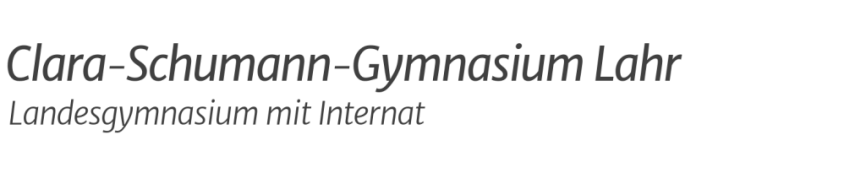 Clara-Schumann-Gymnasium Lahr
Landesgymnasium mit Internat